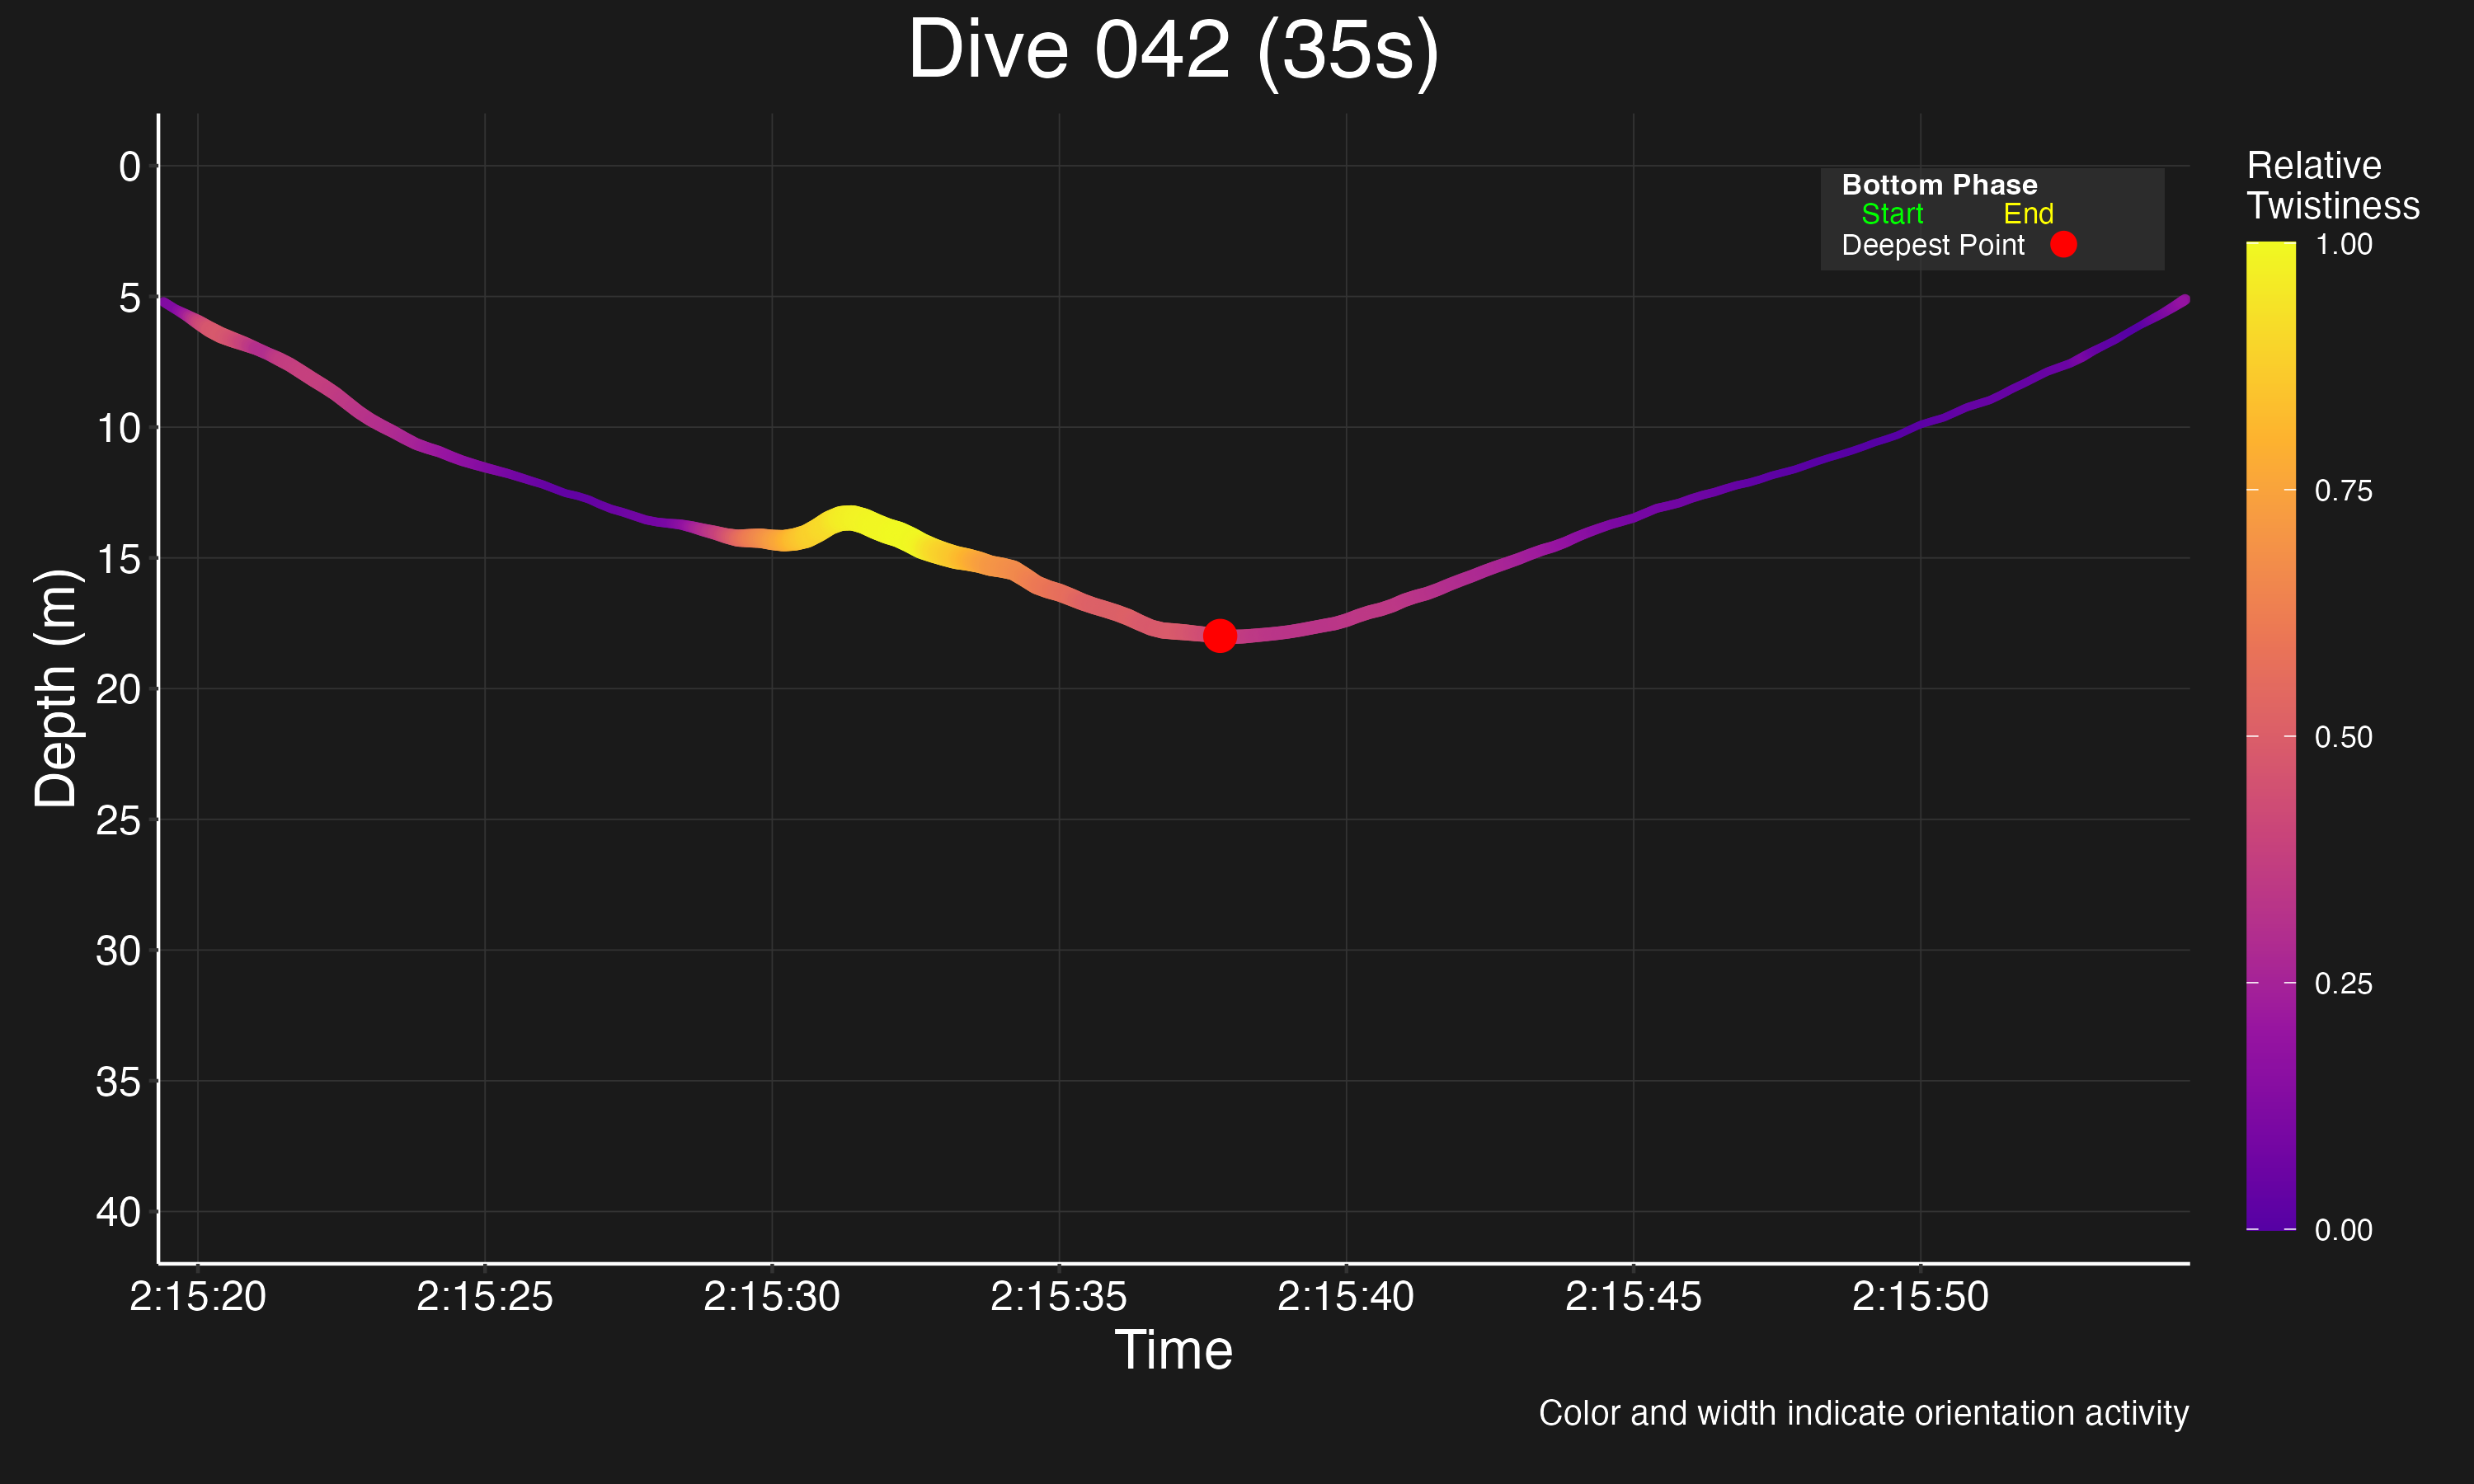 Dive 042 (35s)
Depth (m)
0
5
10
15
20
25
30
35
40
Bottom Phase
Start End
Deepest Point
Relative
Twistiness
1.00
0.75
0.50
0.25
0.00
2:15:20 2:15:25 2:15:30 2:15:35 2:15:40 2:15:45 2:15:50
Time
Color and width indicate orientation activity